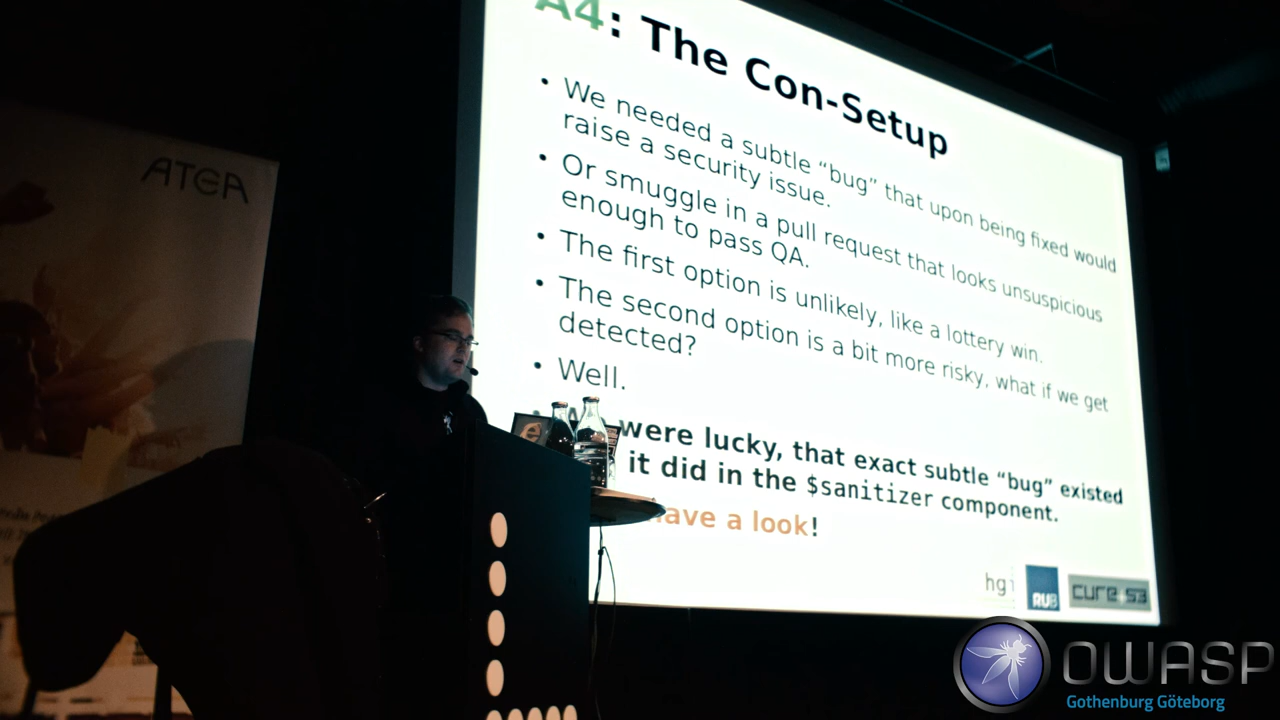 A4: The Con-Setup
• We needed a subtle “bug” that upon being fixed would
raise a security issue.
• Or smuggle in a pull request that looks unsuspicious
enough to pass QA.
• The first option is unlikely, like a lottery win.
• The second option is a bit more risky, what if we get
detected?
• Well.
were lucky, that exact subtle “bug” existed
it did in the $sanitizer component.
have a look!
hgi
RUB
cure53
ATEA
OWASP
Gothenburg Göteborg